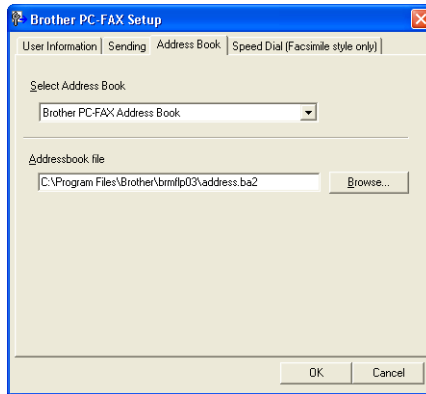 Brother PC-FAX Setup
User Information Sending Address Book Speed Dial (Facsimile style only)
Select Address Book
Brother PC-FAX Address Book
Addressbook file
C:\Program Files\Brother\brmflp03\address.ba2 Browse...
OK Cancel